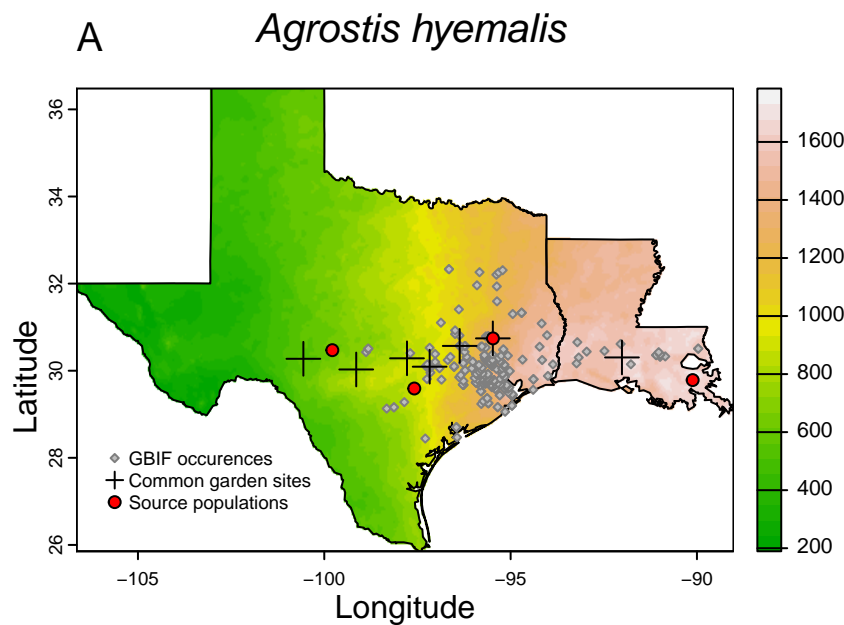 A
Agrostis hyemalis
36
34
32
30
28
26
Latitude
GBIF occurences
Common garden sites
Source populations
−105
−100
−95
−90
Longitude
1600
1400
1200
1000
800
600
400
200